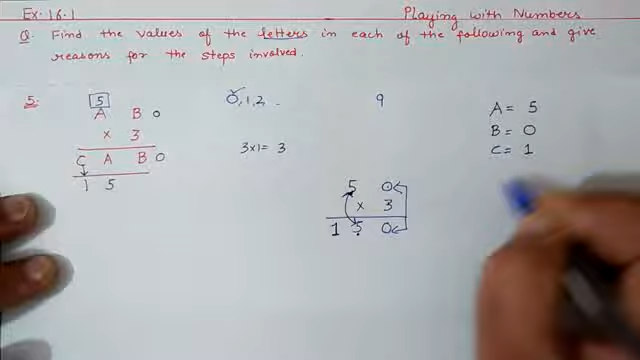 Ex. 16.1 Playing with Numbers
Q. Find the values of the letters in each of the following and give
reasons for the steps involved.
5. 5 0, 1, 2, 9 A = 5
A B 0 B = 0
× 3 3×1 = 3 C = 1
C A B 0
1 5
5 0
× 3
1 5 0